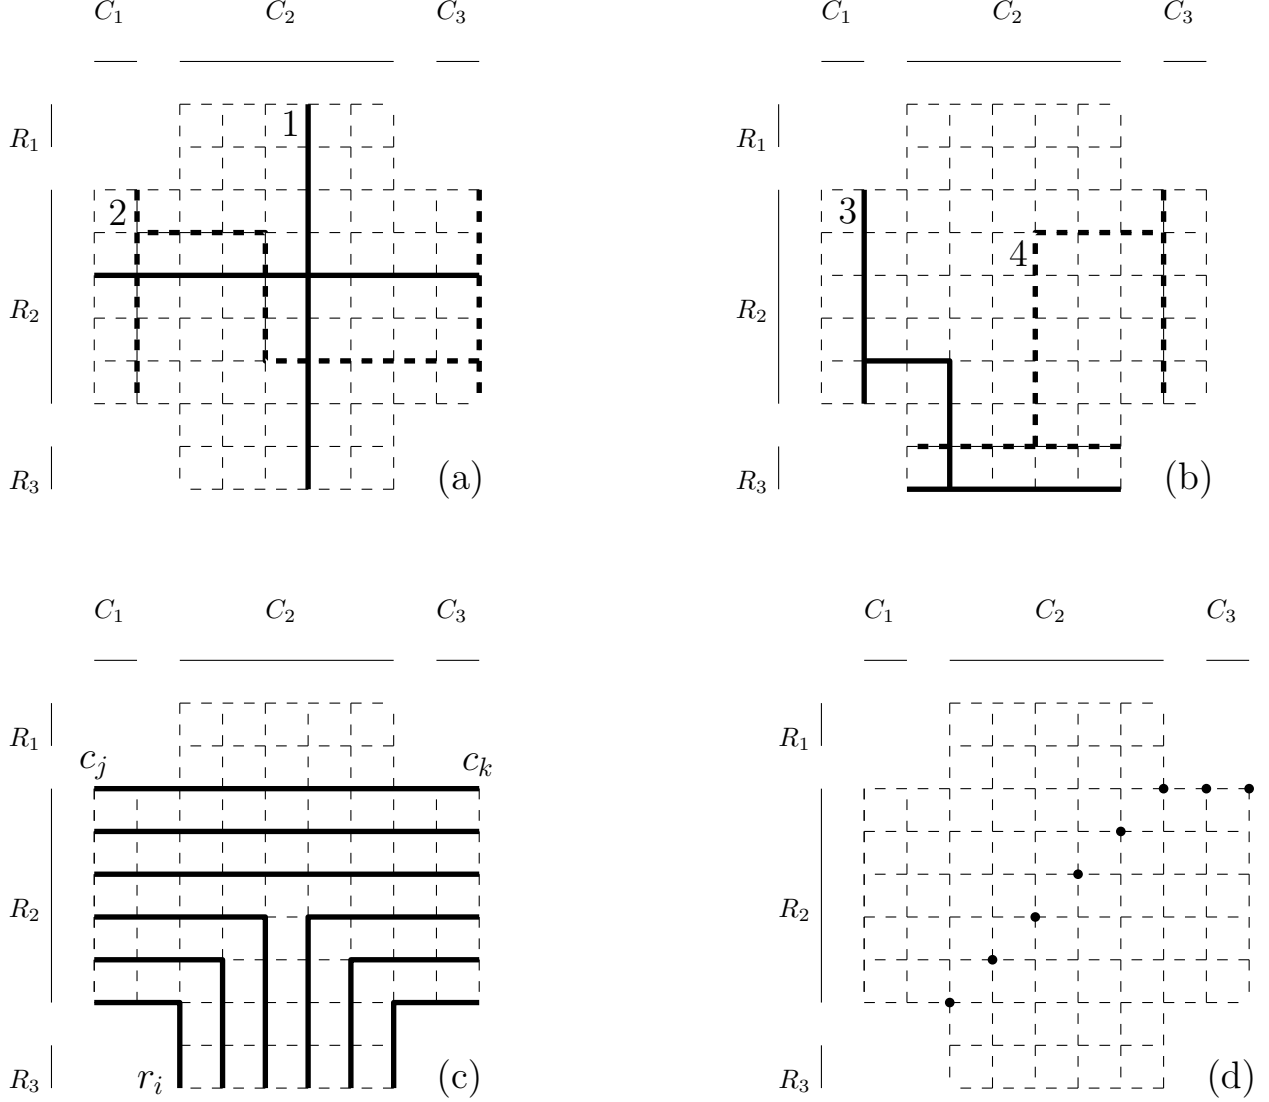 C₁ C₂ C₃
R₁
1
2
R₂
R₃
(a)
C₁ C₂ C₃
R₁
3
4
R₂
R₃
(b)
C₁ C₂ C₃
R₁
cⱼ cₖ
R₂
R₃
rᵢ
(c)
C₁ C₂ C₃
R₁
R₂
R₃
(d)